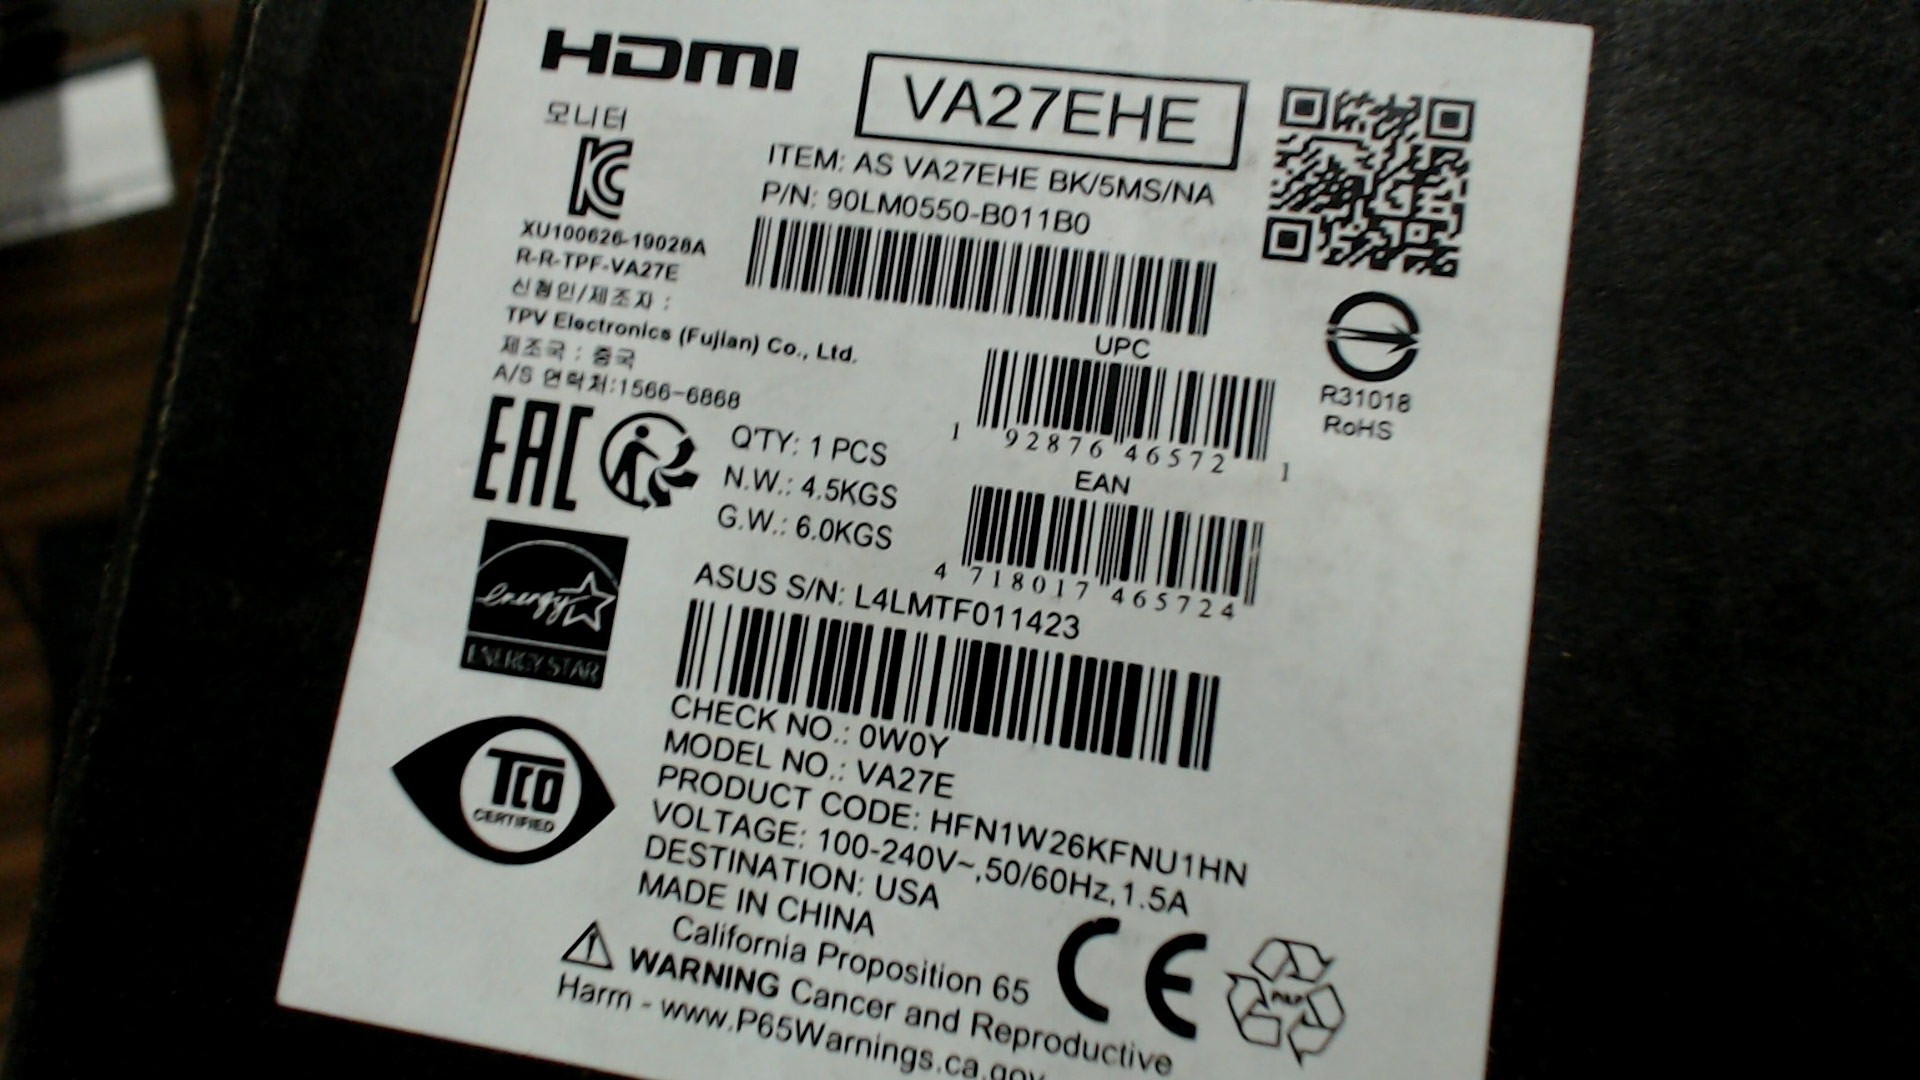 HDMI
VA27EHE
모니터
ITEM: AS VA27EHE BK/5MS/NA
P/N: 90LM0550-B011B0
XU100626-19028A
R-R-TPF-VA27E
신청인/제조자 :
TPV Electronics (Fujian) Co., Ltd.
제조국 : 중국
A/S 연락처:1566-6868
UPC
1 92876 46572 1
R31018
RoHS
EAC
Q'TY: 1 PCS
N.W.: 4.5KGS
G.W.: 6.0KGS
EAN
4 718017 465724
energy
ENERGY STAR
ASUS S/N: L4LMTF011423
CHECK NO.: 0W0Y
MODEL NO.: VA27E
PRODUCT CODE: HFN1W26KFNU1HN
VOLTAGE: 100-240V~,50/60Hz,1.5A
DESTINATION: USA
MADE IN CHINA
TCO
CERTIFIED
California Proposition 65
WARNING Cancer and Reproductive
Harm - www.P65Warnings.ca.gov
CE